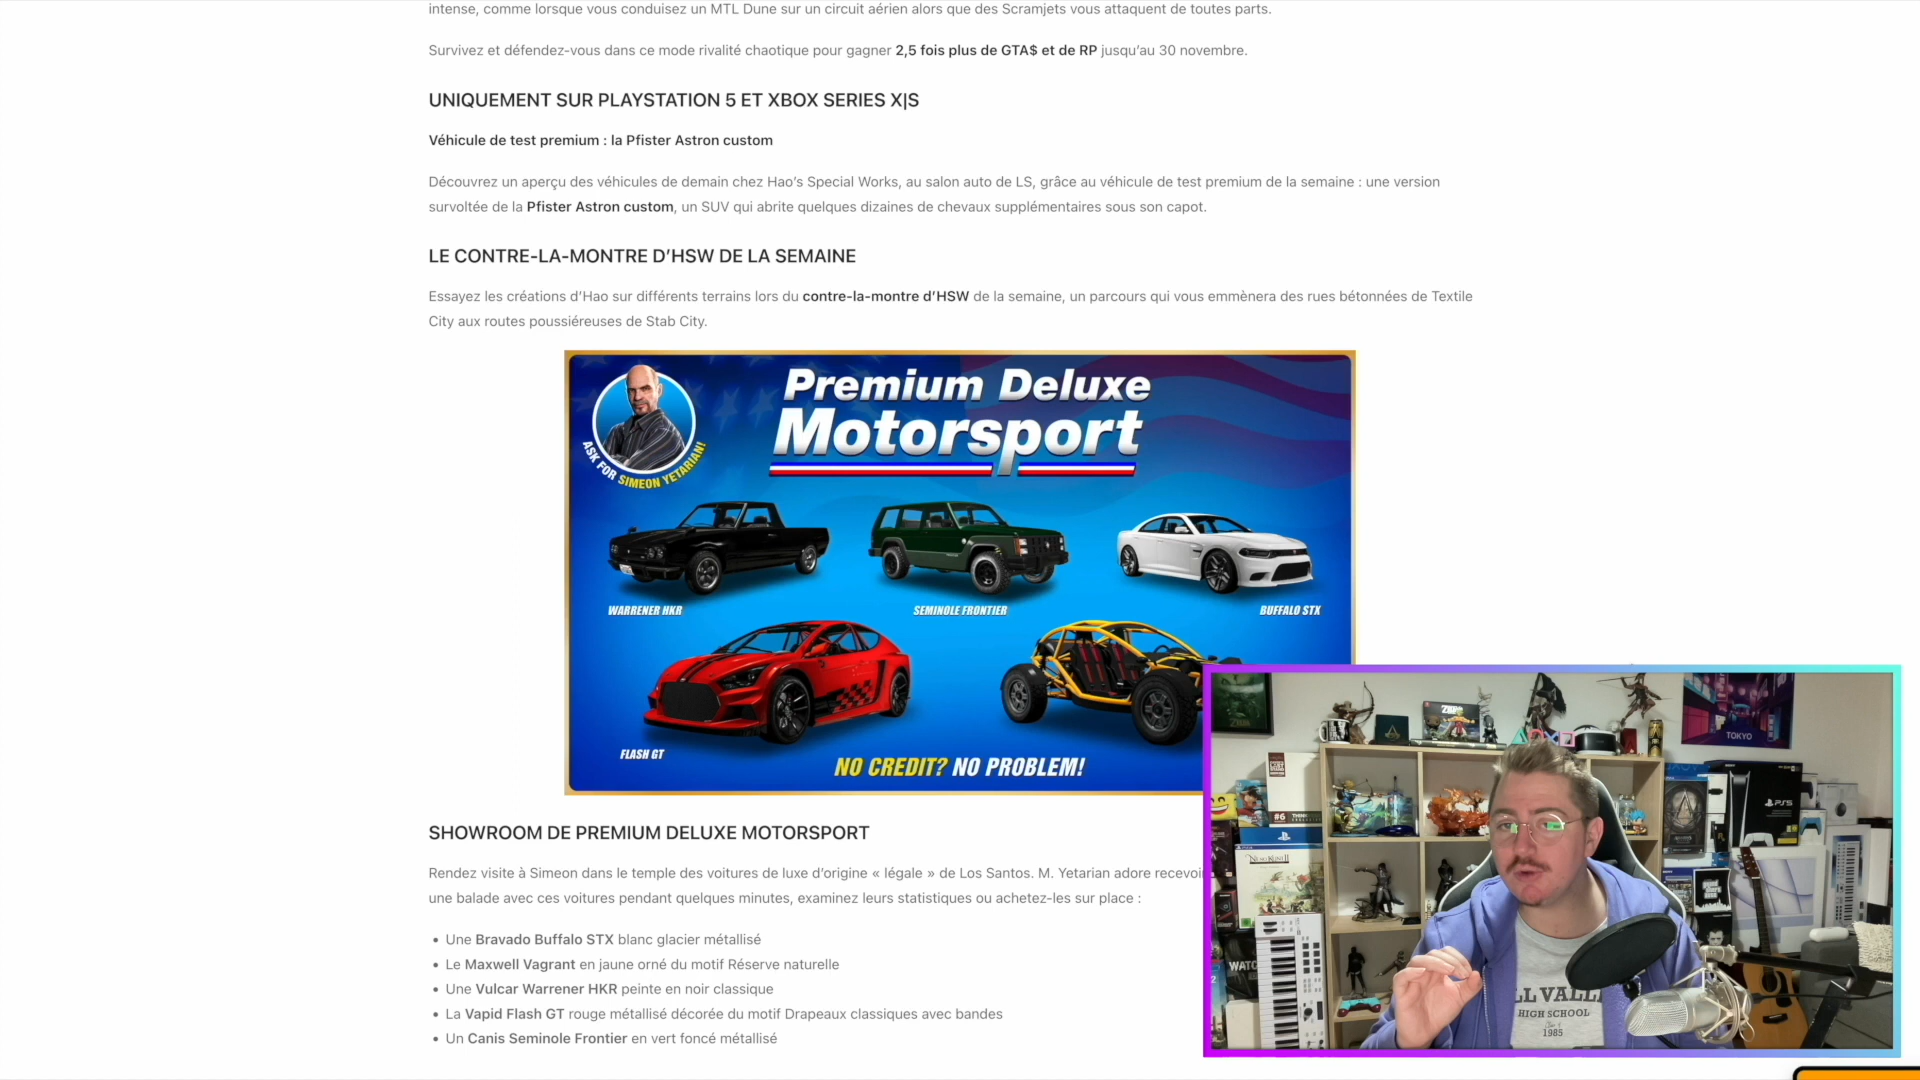 intense, comme lorsque vous conduisez un MTL Dune sur un circuit aérien alors que des Scramjets vous attaquent de toutes parts.
Survivez et défendez-vous dans ce mode rivalité chaotique pour gagner 2,5 fois plus de GTA$ et de RP jusqu'au 30 novembre.
UNIQUEMENT SUR PLAYSTATION 5 ET XBOX SERIES X|S
Véhicule de test premium : la Pfister Astron custom
Découvrez un aperçu des véhicules de demain chez Hao's Special Works, au salon auto de LS, grâce au véhicule de test premium de la semaine : une version
survoltée de la Pfister Astron custom, un SUV qui abrite quelques dizaines de chevaux supplémentaires sous son capot.
LE CONTRE-LA-MONTRE D'HSW DE LA SEMAINE
Essayez les créations d'Hao sur différents terrains lors du contre-la-montre d'HSW de la semaine, un parcours qui vous emmènera des rues bétonnées de Textile
City aux routes poussiéreuses de Stab City.
Premium Deluxe
Motorsport
ASK FOR SIMEON YETARIAN!
WARRENER HKR
SEMINOLE FRONTIER
BUFFALO STX
FLASH GT
NO CREDIT? NO PROBLEM!
SHOWROOM DE PREMIUM DELUXE MOTORSPORT
Rendez visite à Simeon dans le temple des voitures de luxe d'origine « légale » de Los Santos. M. Yetarian adore
une balade avec ces voitures pendant quelques minutes, examinez leurs statistiques ou achetez-les sur place :
• Une Bravado Buffalo STX blanc glacier métallisé
• Le Maxwell Vagrant en jaune orné du motif Réserve naturelle
• Une Vulcar Warrener HKR peinte en noir classique
• La Vapid Flash GT rouge métallisé décorée du motif Drapeaux classiques avec bandes
• Un Canis Seminole Frontier en vert foncé métallisé
TOKYO
PS5
#6
WATC
LL VALL
HIGH SCHOOL
1985